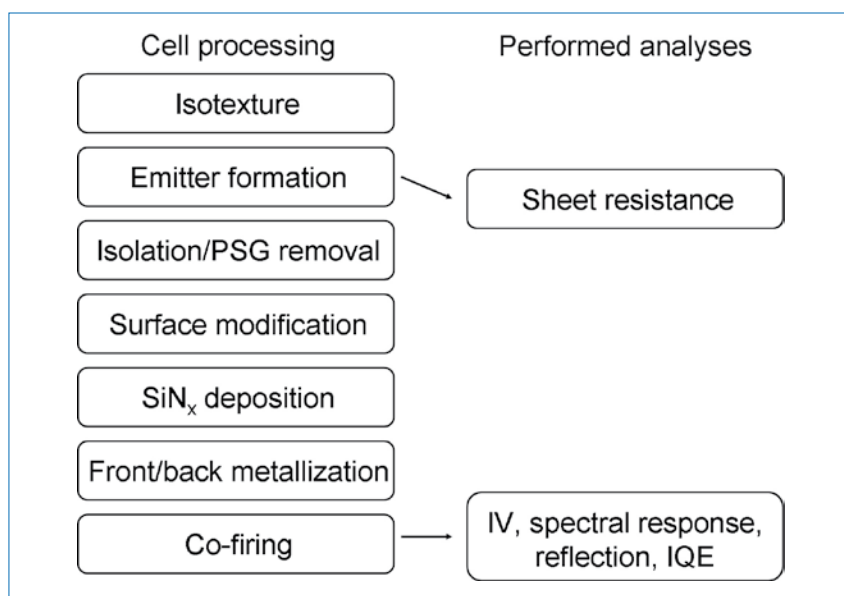 Cell processing
Performed analyses
Isotexture
Emitter formation
Sheet resistance
Isolation/PSG removal
Surface modification
SiNx deposition
Front/back metallization
Co-firing
IV, spectral response,
reflection, IQE